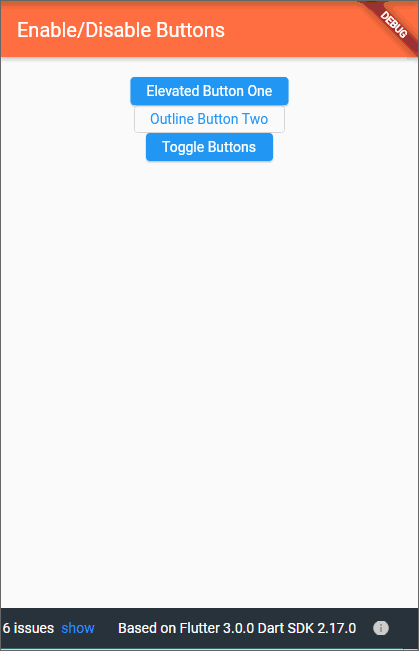 Enable/Disable Buttons
DEBUG
Elevated Button One
Outline Button Two
Toggle Buttons
6 issues show Based on Flutter 3.0.0 Dart SDK 2.17.0 i